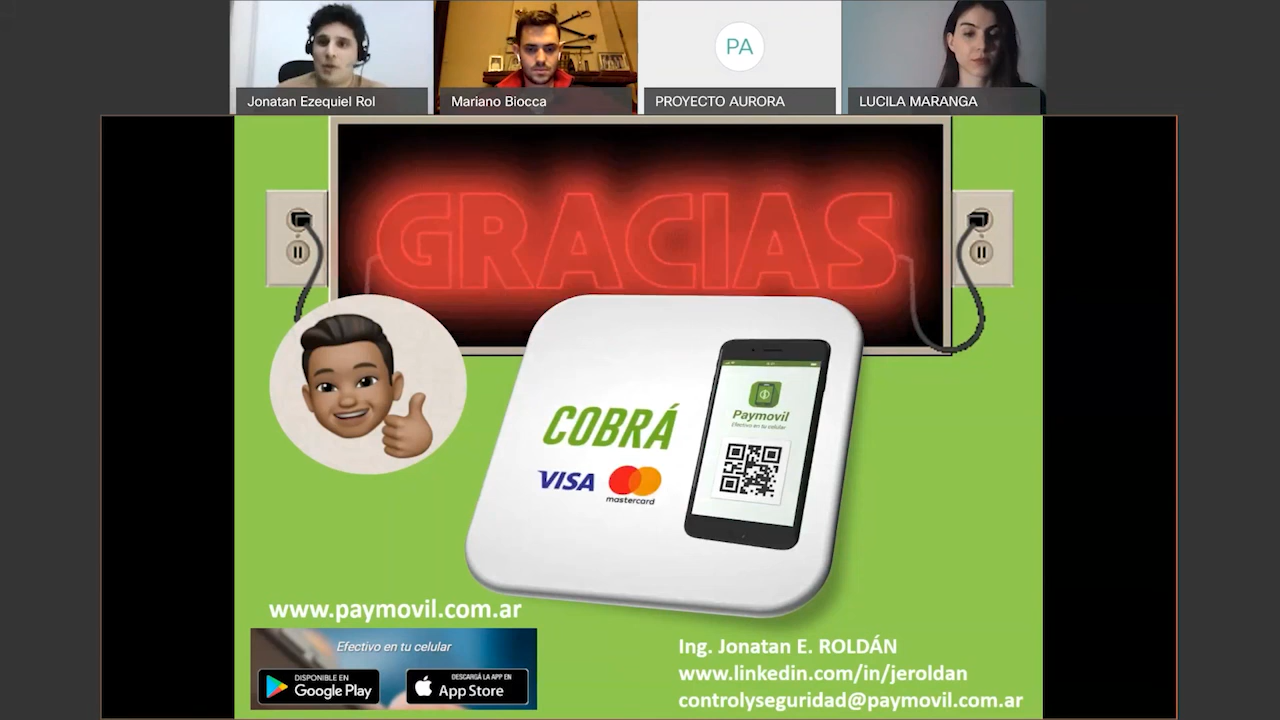 Jonatan Ezequiel Rol
Mariano Biocca
PA
PROYECTO AURORA
LUCILA MARANGA
GRACIAS
COBRÁ
VISA
mastercard
Paymovil
Efectivo en tu celular
www.paymovil.com.ar
Efectivo en tu celular
DISPONIBLE EN
Google Play
DESCARGÁ LA APP EN
App Store
Ing. Jonatan E. ROLDÁN
www.linkedin.com/in/jeroldan
controlyseguridad@paymovil.com.ar